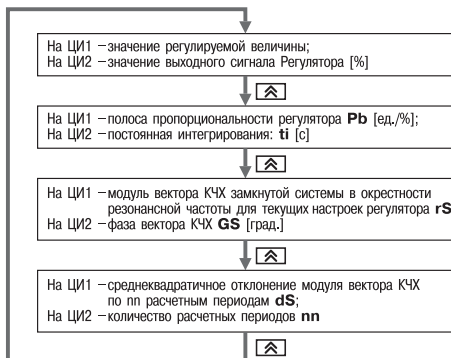 На ЦИ1 – значение регулируемой величины;
На ЦИ2 – значение выходного сигнала Регулятора [%]
На ЦИ1 – полоса пропорциональности регулятора Pb [ед./%];
На ЦИ2 – постоянная интегрирования: ti [с]
На ЦИ1 – модуль вектора КЧХ замкнутой системы в окрестности
резонансной частоты для текущих настроек регулятора rS
На ЦИ2 – фаза вектора КЧХ GS [град.]
На ЦИ1 – среднеквадратичное отклонение модуля вектора КЧХ
по nn расчетным периодам dS;
На ЦИ2 – количество расчетных периодов nn